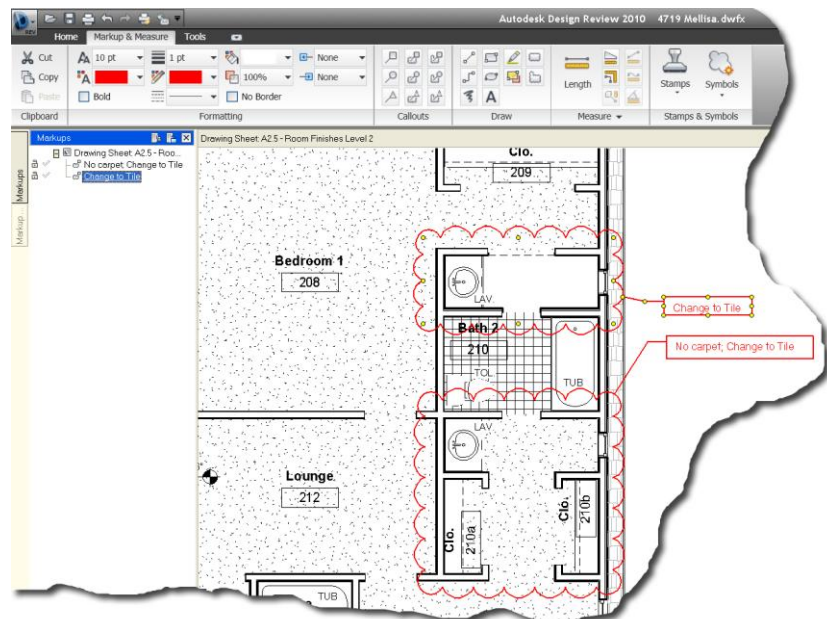 Autodesk Design Review 2010 4719 Mellisa.dwfx
Home Markup & Measure Tools
Cut
Copy
Paste
10 pt
1 pt
None
100%
None
Bold
No Border
Length
Stamps
Symbols
Clipboard
Formatting
Callouts
Draw
Measure
Stamps & Symbols
Markups
Drawing Sheet: A2.5 - Roo...
No carpet; Change to Tile
Change to Tile
Markups
Markup...
Drawing Sheet: A2.5 - Room Finishes Level 2
Clo.
209
Bedroom 1
208
LAV
Change to Tile
Bath 2
210
No carpet; Change to Tile
TOL
TUB
LAV
Lounge
212
Clo.
210a
Clo.
210b
TUB